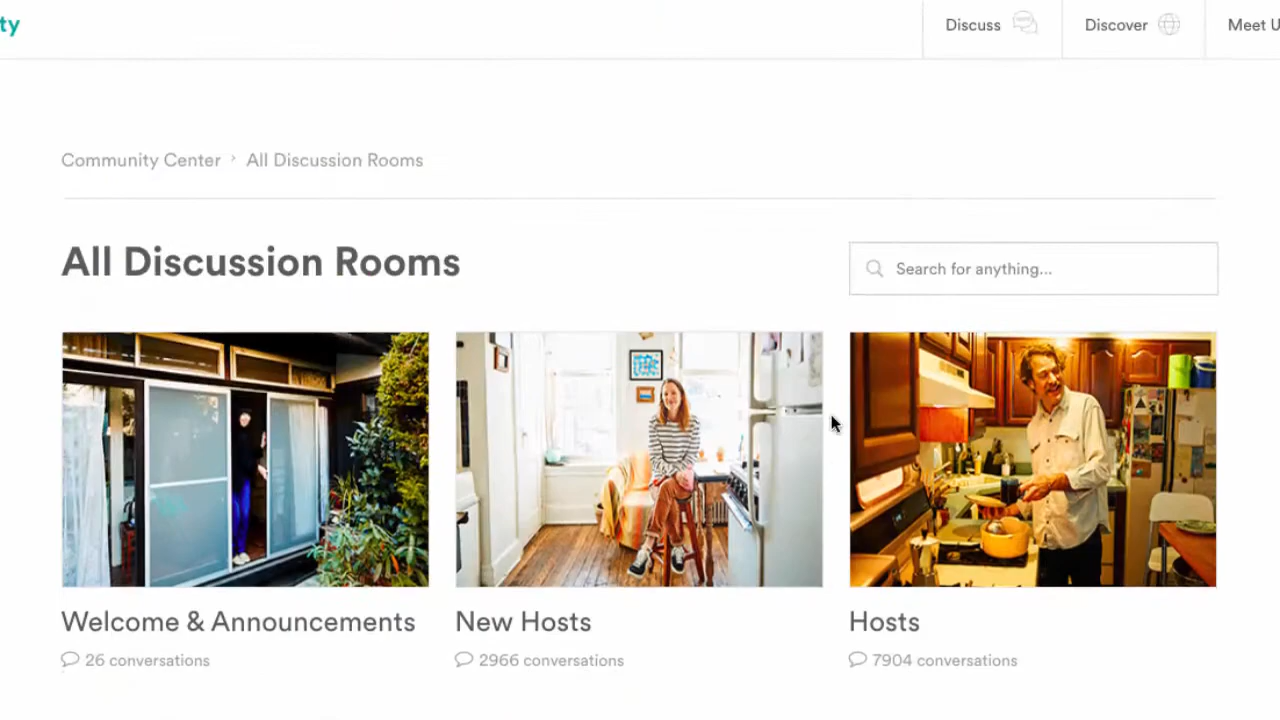 ty
Discuss
Discover
Meet U
Community Center › All Discussion Rooms
All Discussion Rooms
Search for anything...
Welcome & Announcements
New Hosts
Hosts
26 conversations
2966 conversations
7904 conversations